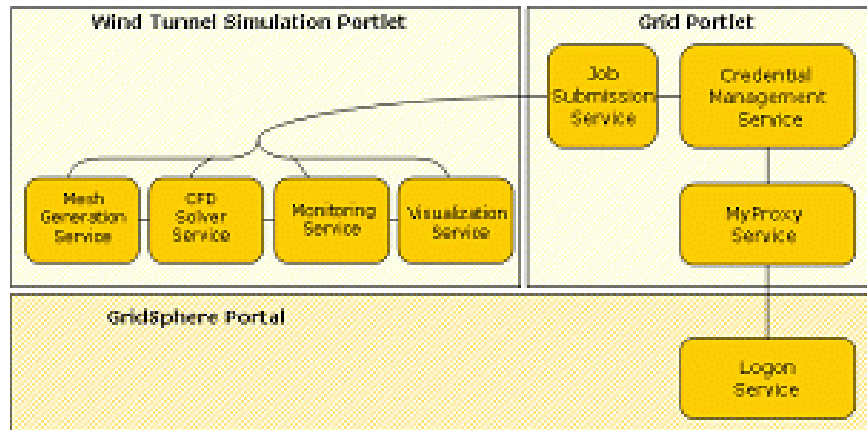 Wind Tunnel Simulation Portlet
Grid Portlet
Job
Submission
Service
Credential
Management
Service
Mesh
Generation
Service
CFD
Solver
Service
Monitoring
Service
Visualization
Service
MyProxy
Service
GridSphere Portal
Logon
Service